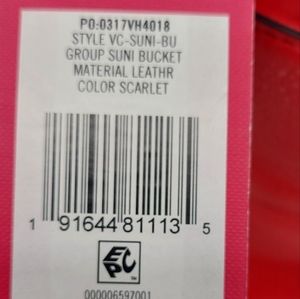 PO:0317VH4018
STYLE VC-SUNI-BU
GROUP SUNI BUCKET
MATERIAL LEATHR
COLOR SCARLET
1 91644 81113 5
EPC
000006597001